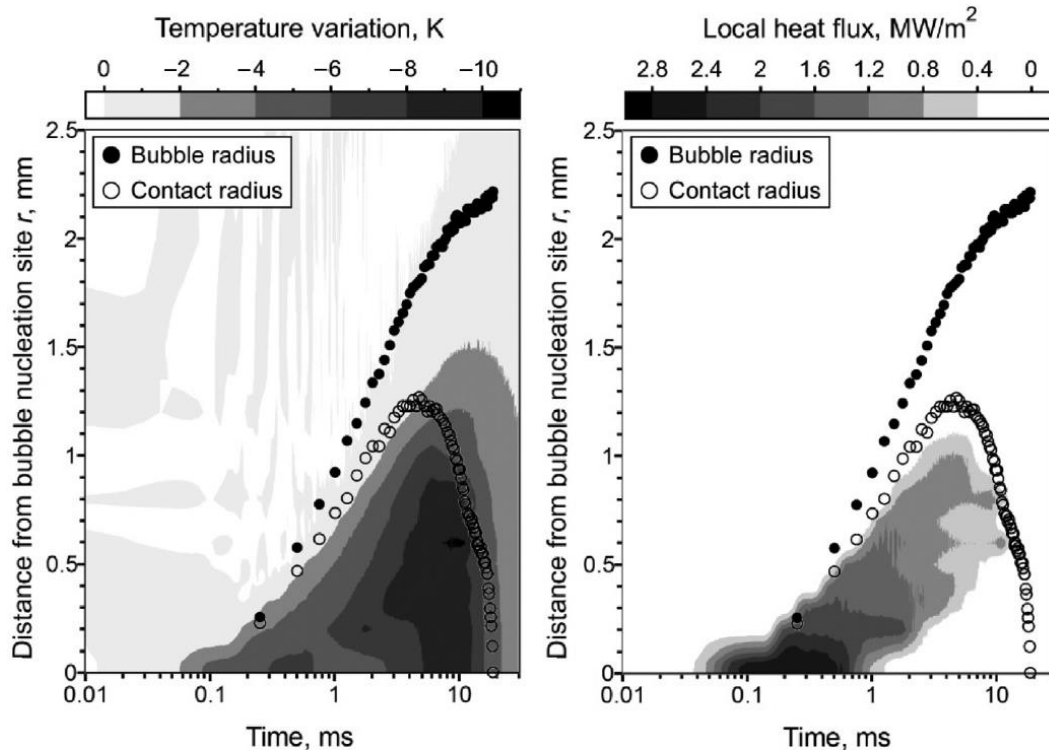 Temperature variation, K
0 −2 −4 −5 −6 −7 −8 −9 −10
Distance from bubble nucleation site r, mm
2.5
2
1.5
1
0.5
0
Bubble radius
Contact radius
0.01 0.1 1 10
Time, ms
Local heat flux, MW/m²
2.8 2.4 2 1.6 1.2 0.8 0.4 0
Distance from bubble nucleation site r, mm
2.5
2
1.5
1
0.5
0
Bubble radius
Contact radius
0.01 0.1 1 10
Time, ms